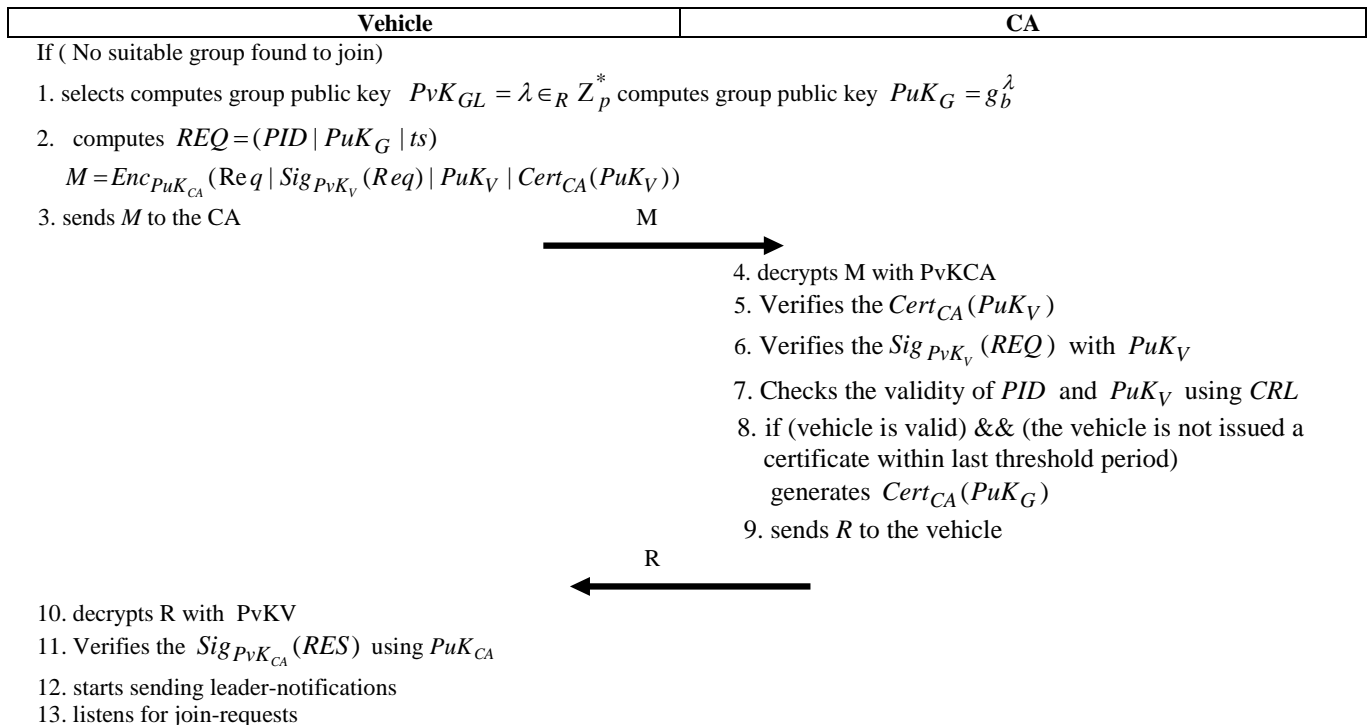 Vehicle CA
If ( No suitable group found to join)
1. selects computes group public key PvK_GL = λ ∈_R Z_p^* computes group public key PuK_G = g_b^λ
2. computes REQ = (PID | PuK_G | ts)
M = Enc_PuK_CA (Req | Sig_PvK_V (Req) | PuK_V | Cert_CA (PuK_V))
3. sends M to the CA
M
4. decrypts M with PvKCA
5. Verifies the Cert_CA (PuK_V)
6. Verifies the Sig_PvK_V (REQ) with PuK_V
7. Checks the validity of PID and PuK_V using CRL
8. if (vehicle is valid) && (the vehicle is not issued a
certificate within last threshold period)
generates Cert_CA (PuK_G)
9. sends R to the vehicle
R
10. decrypts R with PvKV
11. Verifies the Sig_PvK_CA (RES) using PuK_CA
12. starts sending leader-notifications
13. listens for join-requests